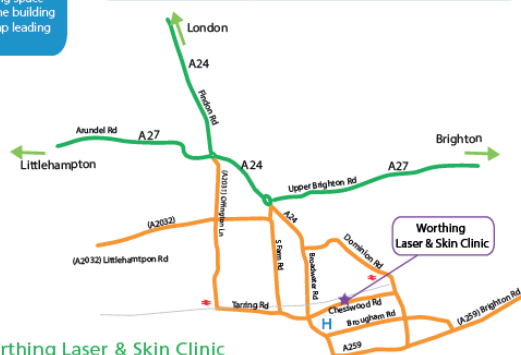 ng space
ne building
p leading
London
A24
Findon Rd
Arundel Rd
A27
Brighton
Littlehampton
A24
A27
Upper Brighton Rd
(A2031) Offington Ln
(A2032)
A24
Worthing
Laser & Skin Clinic
S Farm Rd
Broadwater Rd
Dominion Rd
(A2032) Littlehamtpon Rd
Tarring Rd
Chesswood Rd
H
Brougham Rd
(A259) Brighton Rd
A259
rthing Laser & Skin Clinic